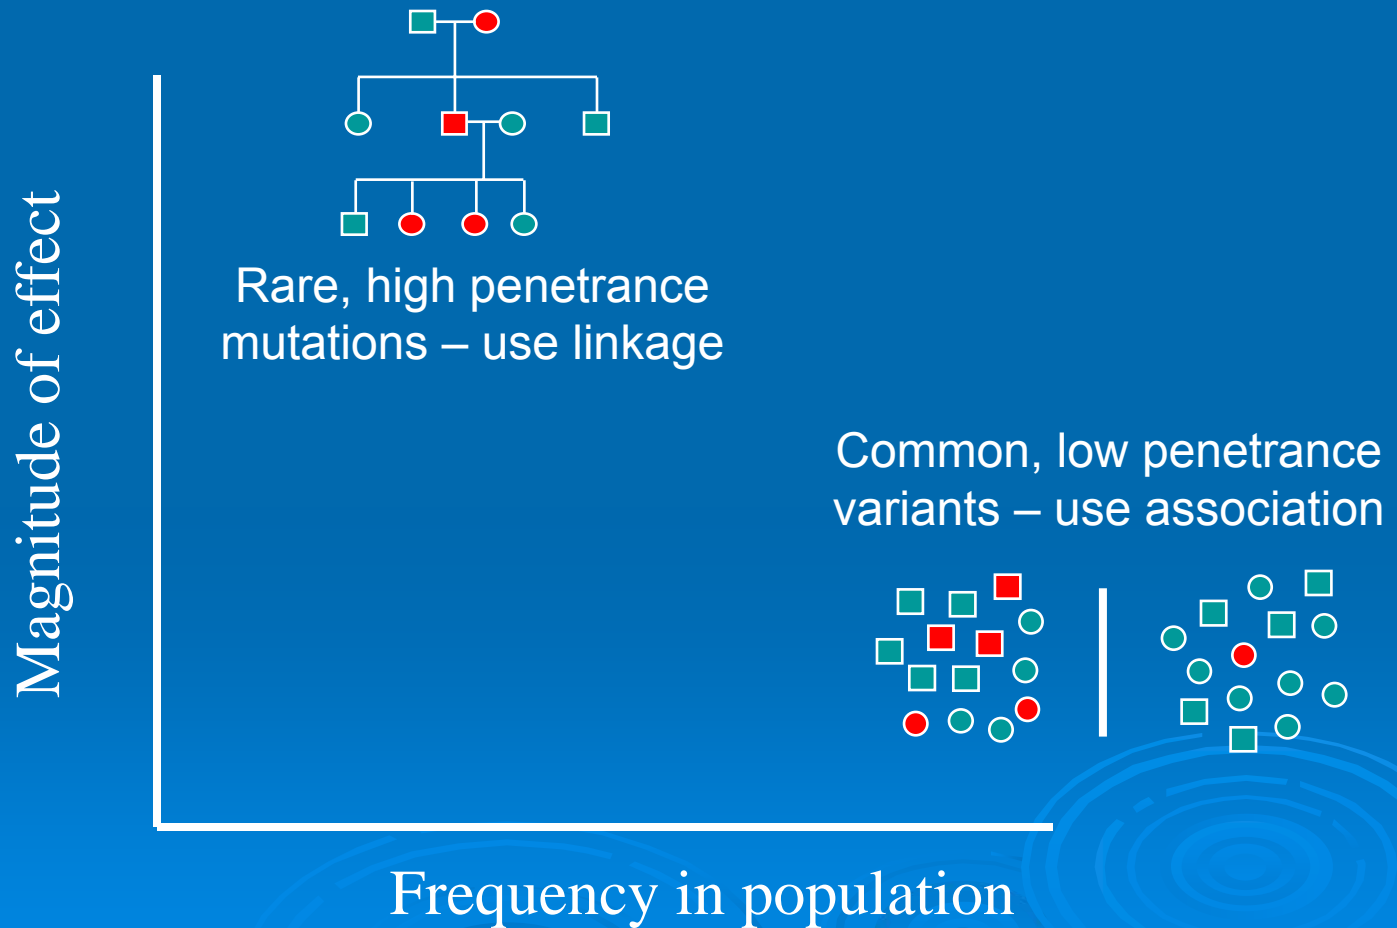 Magnitude of effect
Rare, high penetrance
mutations – use linkage
Common, low penetrance
variants – use association
Frequency in population